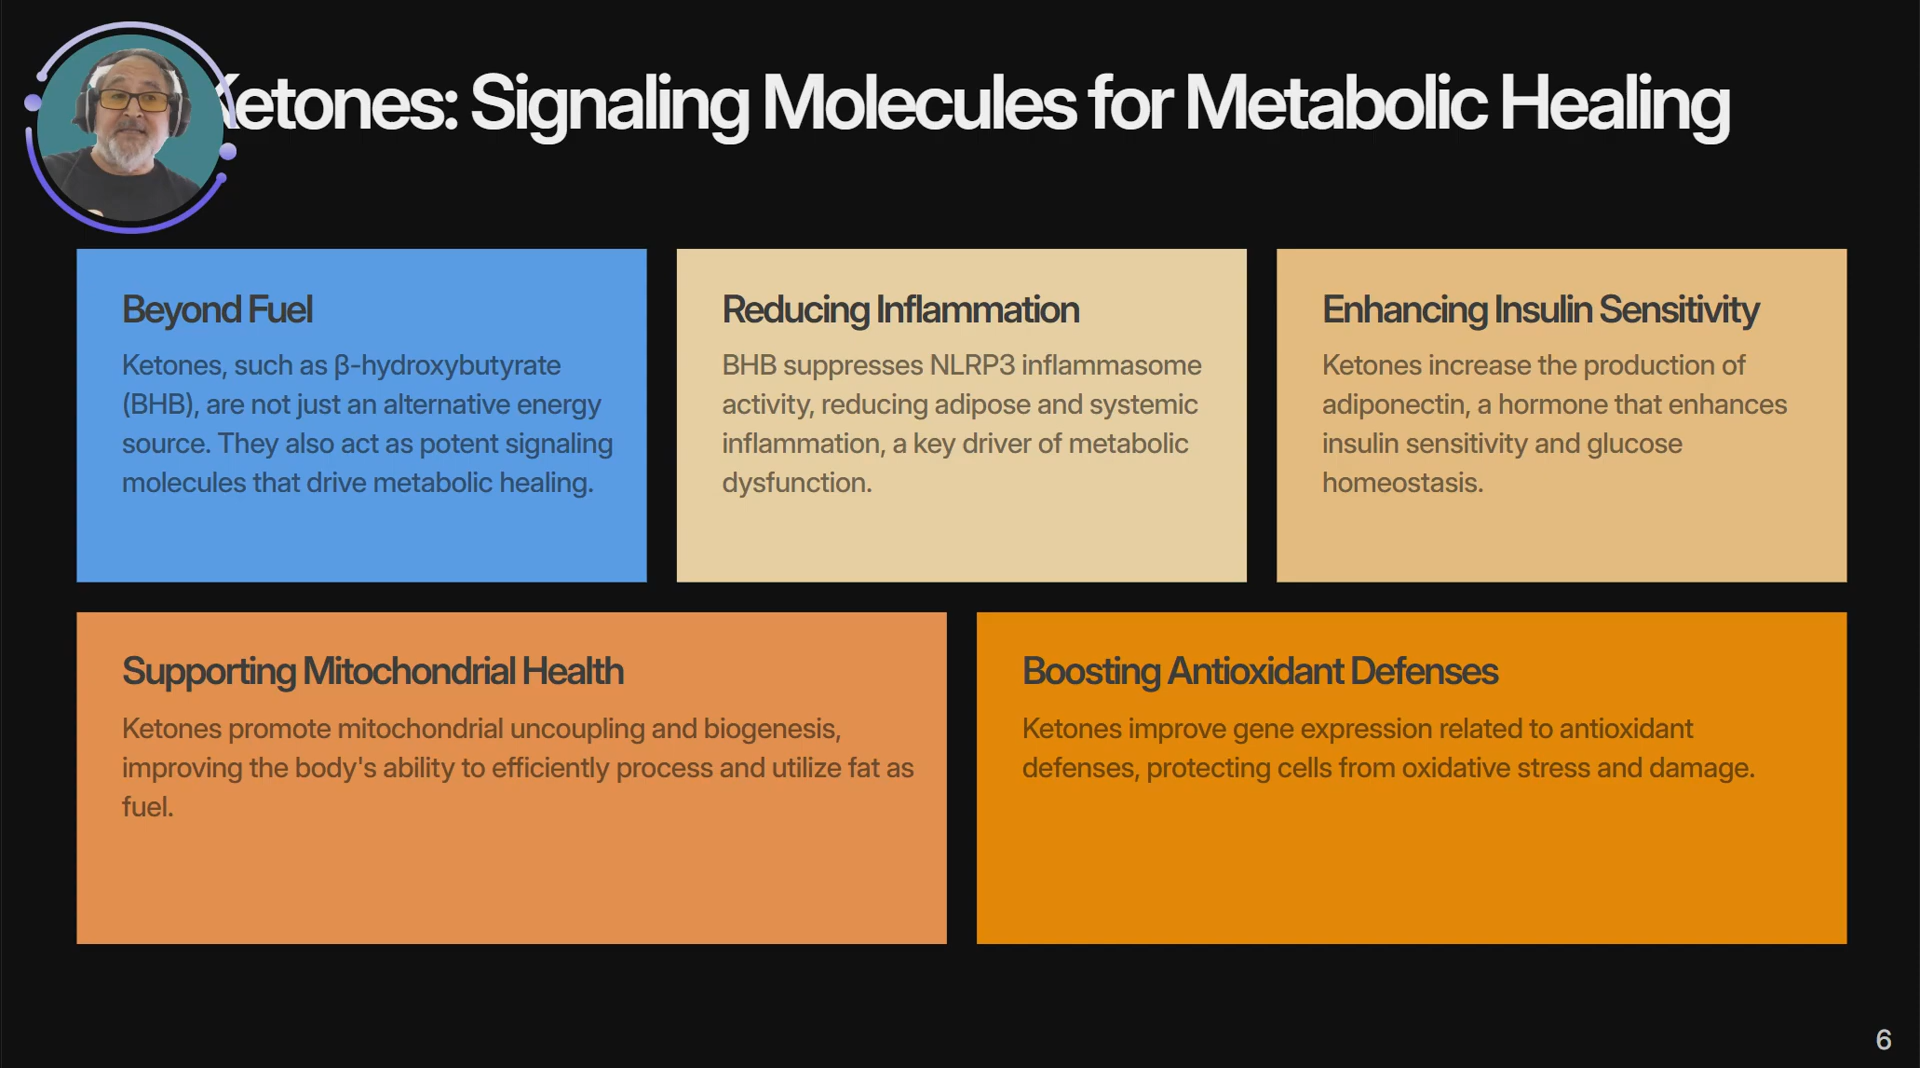 Ketones: Signaling Molecules for Metabolic Healing
Beyond Fuel
Ketones, such as β-hydroxybutyrate
(BHB), are not just an alternative energy
source. They also act as potent signaling
molecules that drive metabolic healing.
Reducing Inflammation
BHB suppresses NLRP3 inflammasome
activity, reducing adipose and systemic
inflammation, a key driver of metabolic
dysfunction.
Enhancing Insulin Sensitivity
Ketones increase the production of
adiponectin, a hormone that enhances
insulin sensitivity and glucose
homeostasis.
Supporting Mitochondrial Health
Ketones promote mitochondrial uncoupling and biogenesis,
improving the body's ability to efficiently process and utilize fat as
fuel.
Boosting Antioxidant Defenses
Ketones improve gene expression related to antioxidant
defenses, protecting cells from oxidative stress and damage.
6